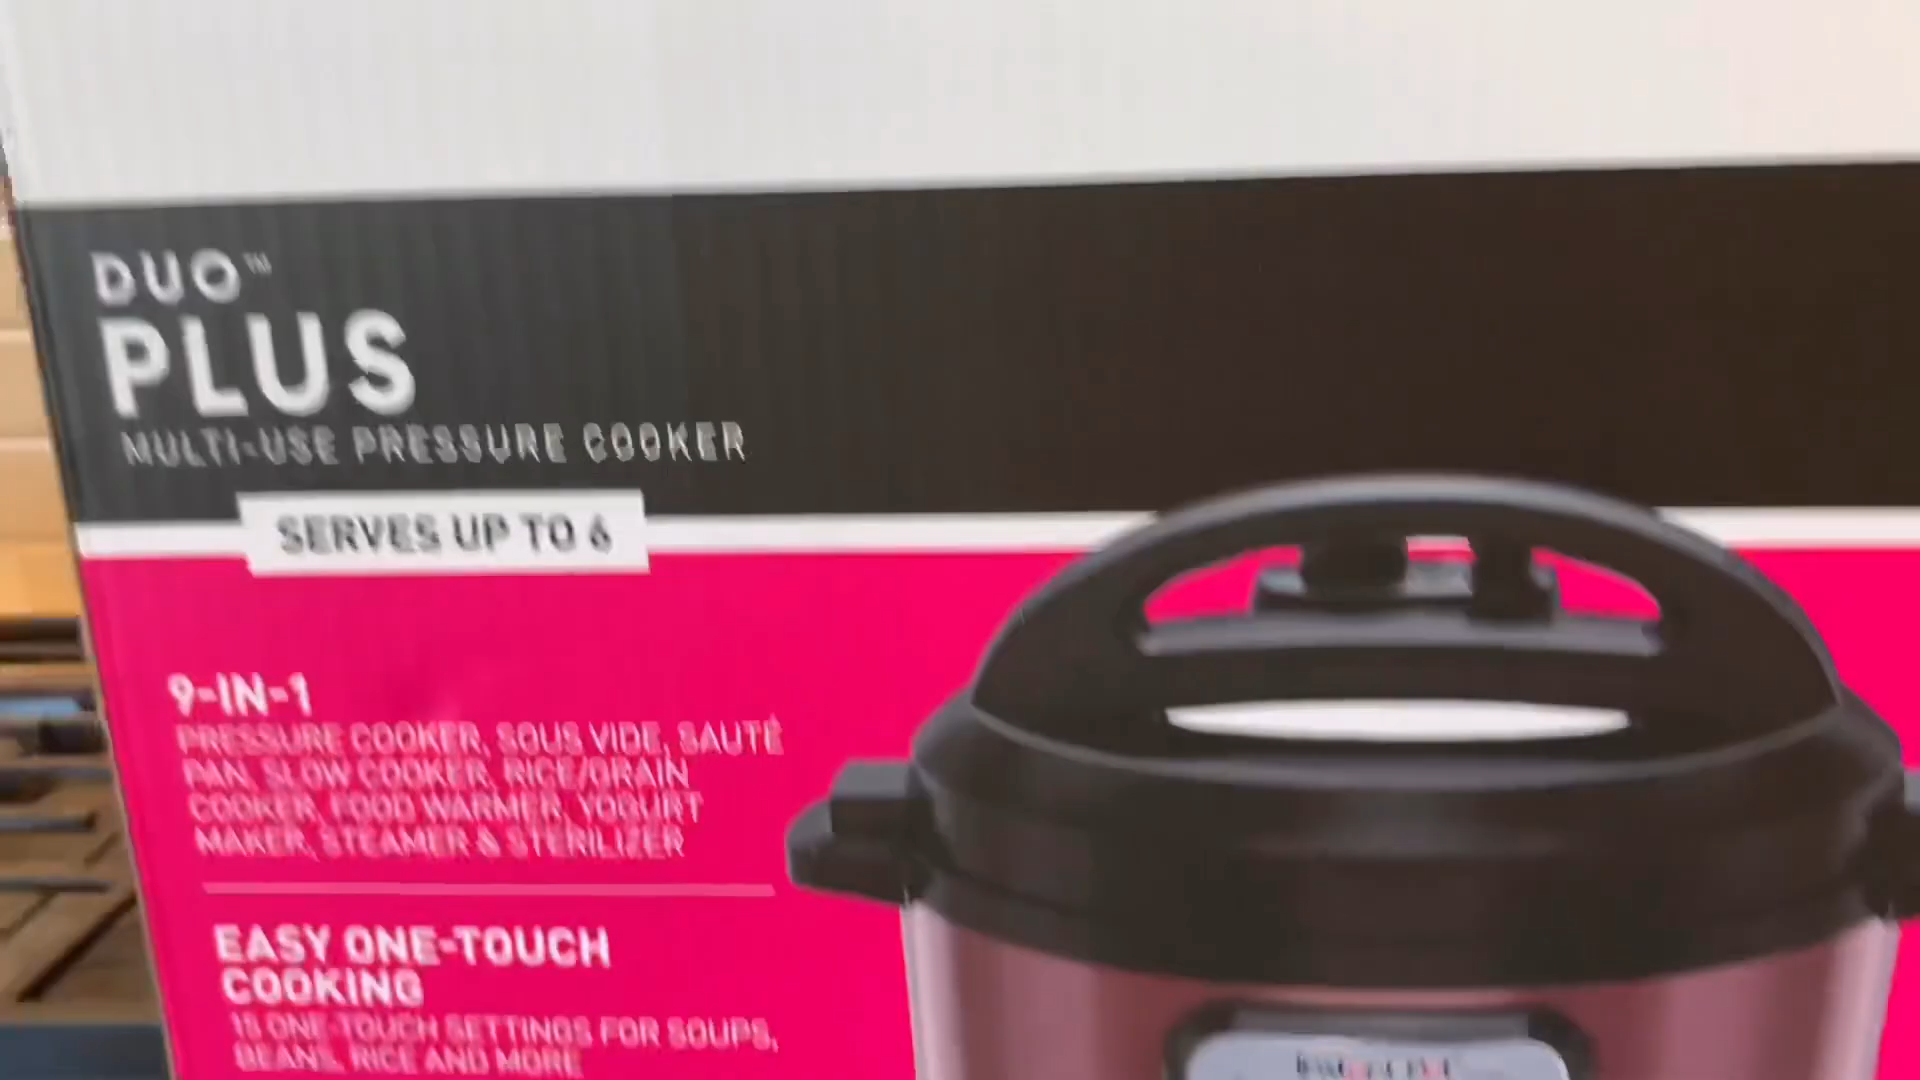 DUO™
PLUS
MULTI-USE PRESSURE COOKER
SERVES UP TO 6
9-IN-1
PRESSURE COOKER, SOUS VIDE, SAUTÉ
PAN, SLOW COOKER, RICE/GRAIN
COOKER, FOOD WARMER, YOGURT
MAKER, STEAMER & STERILIZER
EASY ONE-TOUCH
COOKING
15 ONE-TOUCH SETTINGS FOR SOUPS,
BEANS, RICE AND MORE